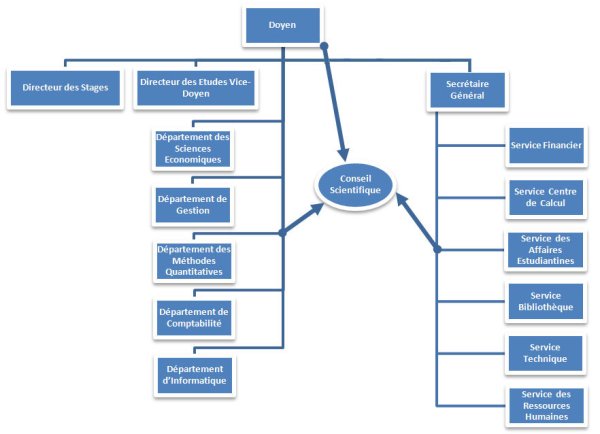 Doyen
Directeur des Stages
Directeur des Etudes Vice-
Doyen
Secrétaire
Général
Département des
Sciences
Economiques
Département de
Gestion
Département des
Méthodes
Quantitatives
Département de
Comptabilité
Département
d'Informatique
Conseil
Scientifique
Service Financier
Service Centre
de Calcul
Service des
Affaires
Estudiantines
Service
Bibliothèque
Service
Technique
Service des
Ressources
Humaines